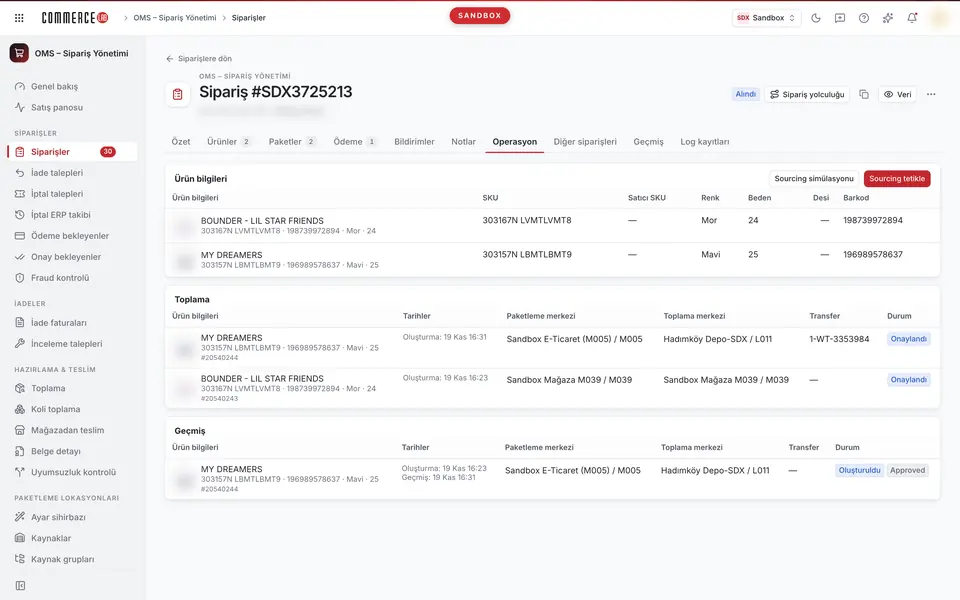 COMMERCE LAB
OMS – Sipariş Yönetimi
Siparişler
SANDBOX
SDX Sandbox
OMS – Sipariş Yönetimi
Genel bakış
Satış panosu
SİPARİŞLER
Siparişler 30
İade talepleri
İptal talepleri
İptal ERP takibi
Ödeme bekleyenler
Onay bekleyenler
Fraud kontrolü
İADELER
İade faturaları
İnceleme talepleri
HAZIRLAMA & TESLİM
Toplama
Koli toplama
Mağazadan teslim
Belge detayı
Uyumsuzluk kontrolü
PAKETLEME LOKASYONLARI
Ayar sihirbazı
Kaynaklar
Kaynak grupları
Siparişlere dön
OMS – SİPARİŞ YÖNETİMİ
Sipariş #SDX3725213
Alındı
Sipariş yolculuğu
Veri
Özet
Ürünler 2
Paketler 2
Ödeme 1
Bildirimler
Notlar
Operasyon
Diğer siparişleri
Geçmiş
Log kayıtları
Ürün bilgileri
Sourcing simülasyonu
Sourcing tetikle
Ürün bilgileri SKU Satıcı SKU Renk Beden Desi Barkod
BOUNDER - LIL STAR FRIENDS
303167N LVMTLVMT8 · 198739972894 · Mor · 24
303167N LVMTLVMT8 — Mor 24 — 198739972894
MY DREAMERS
303157N LBMTLBMT9 · 196989578637 · Mavi · 25
303157N LBMTLBMT9 — Mavi 25 — 196989578637
Toplama
Ürün bilgileri Tarihler Paketleme merkezi Toplama merkezi Transfer Durum
MY DREAMERS
303157N LBMTLBMT9 · 196989578637 · Mavi · 25
#20540244
Oluşturma: 19 Kas 16:31
Sandbox E-Ticaret (M005) / M005
Hadımköy Depo-SDX / L011
1-WT-3353984
Onaylandı
BOUNDER - LIL STAR FRIENDS
303167N LVMTLVMT8 · 198739972894 · Mor · 24
#20540243
Oluşturma: 19 Kas 16:23
Sandbox Mağaza M039 / M039
Sandbox Mağaza M039 / M039
—
Onaylandı
Geçmiş
Ürün bilgileri Tarihler Paketleme merkezi Toplama merkezi Transfer Durum
MY DREAMERS
303157N LBMTLBMT9 · 196989578637 · Mavi · 25
#20540244
Oluşturma: 19 Kas 16:23
Geçmiş: 19 Kas 16:31
Sandbox E-Ticaret (M005) / M005
Hadımköy Depo-SDX / L011
—
Oluşturuldu Approved